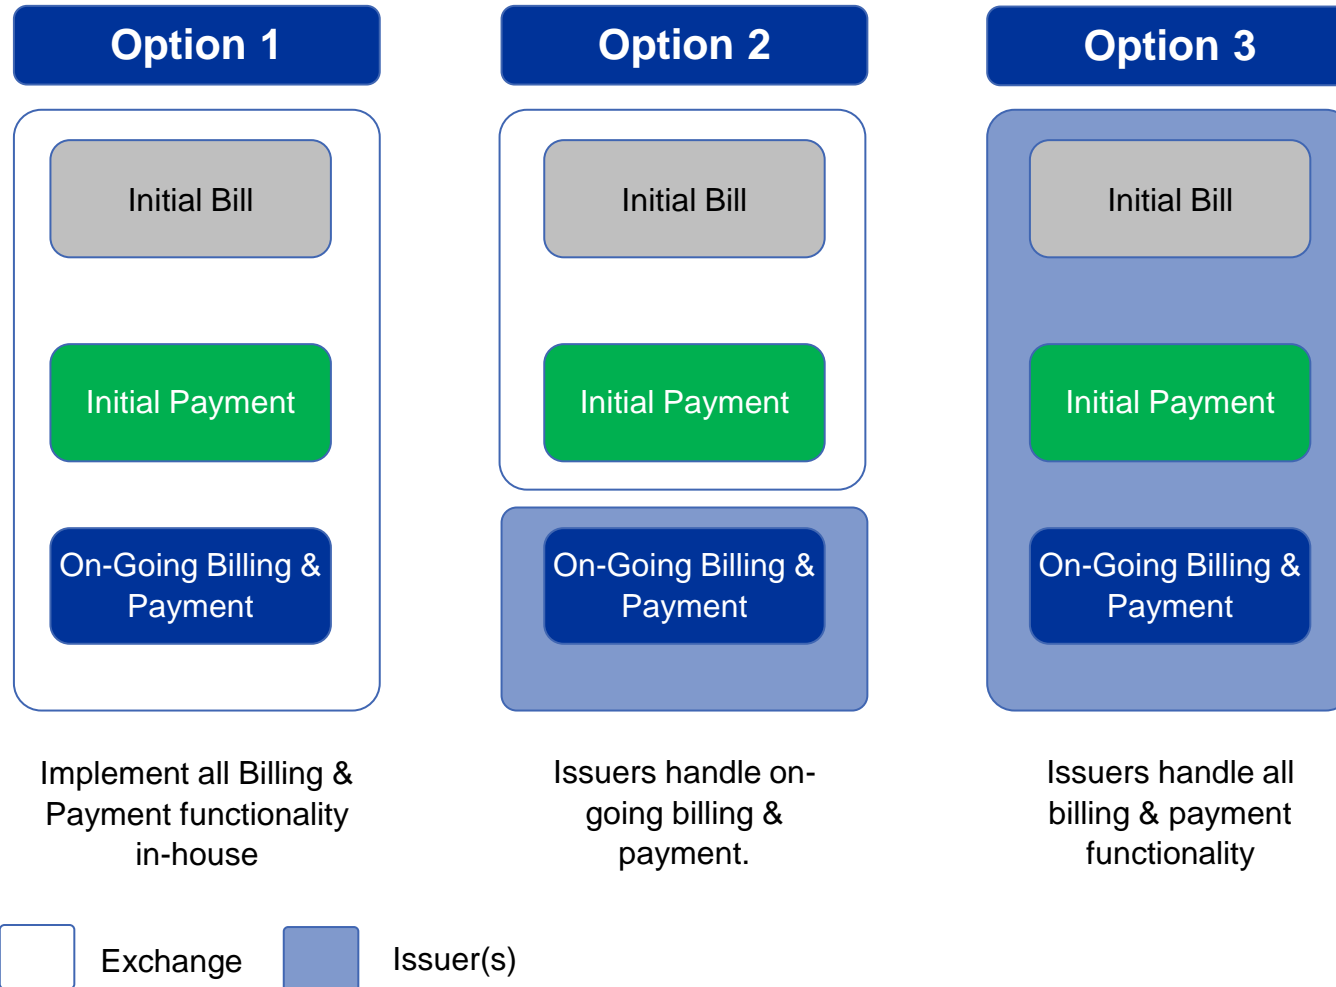 Option 1
Option 2
Option 3
Initial Bill
Initial Bill
Initial Bill
Initial Payment
Initial Payment
Initial Payment
On-Going Billing &
Payment
On-Going Billing &
Payment
On-Going Billing &
Payment
Implement all Billing &
Payment functionality
in-house
Issuers handle on-
going billing &
payment.
Issuers handle all
billing & payment
functionality
Exchange
Issuer(s)